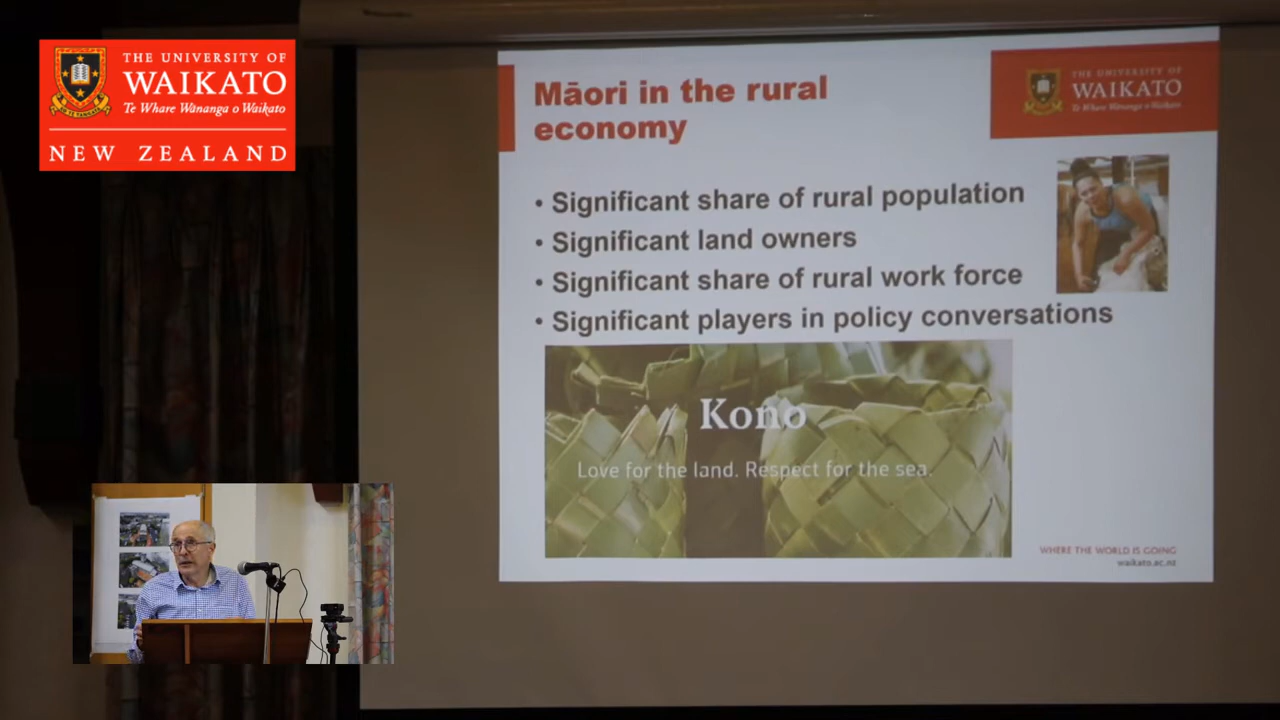 THE UNIVERSITY OF
WAIKATO
Te Whare Wānanga o Waikato
NEW ZEALAND
Māori in the rural
economy
THE UNIVERSITY OF
WAIKATO
Te Whare Wānanga o Waikato
• Significant share of rural population
• Significant land owners
• Significant share of rural work force
• Significant players in policy conversations
Kono
Love for the land. Respect for the sea.
WHERE THE WORLD IS GOING
waikato.ac.nz